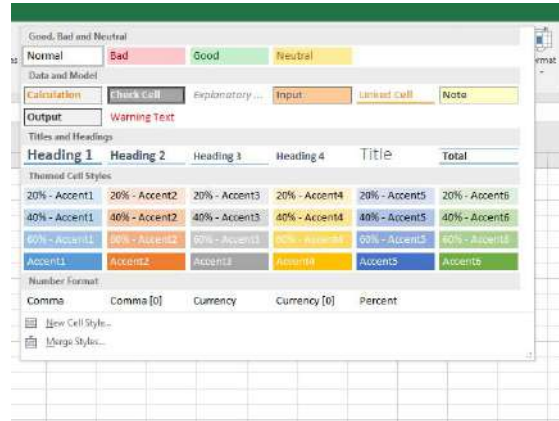 Good, Bad and Neutral
Normal Bad Good Neutral
Data and Model
Calculation Check Cell Explanatory ... Input Linked Cell Note
Output Warning Text
Titles and Headings
Heading 1 Heading 2 Heading 3 Heading 4 Title Total
Themed Cell Styles
20% - Accent1 20% - Accent2 20% - Accent3 20% - Accent4 20% - Accent5 20% - Accent6
40% - Accent1 40% - Accent2 40% - Accent3 40% - Accent4 40% - Accent5 40% - Accent6
60% - Accent1 60% - Accent2 60% - Accent3 60% - Accent4 60% - Accent5 60% - Accent6
Accent1 Accent2 Accent3 Accent4 Accent5 Accent6
Number Format
Comma Comma [0] Currency Currency [0] Percent
New Cell Style...
Merge Styles...